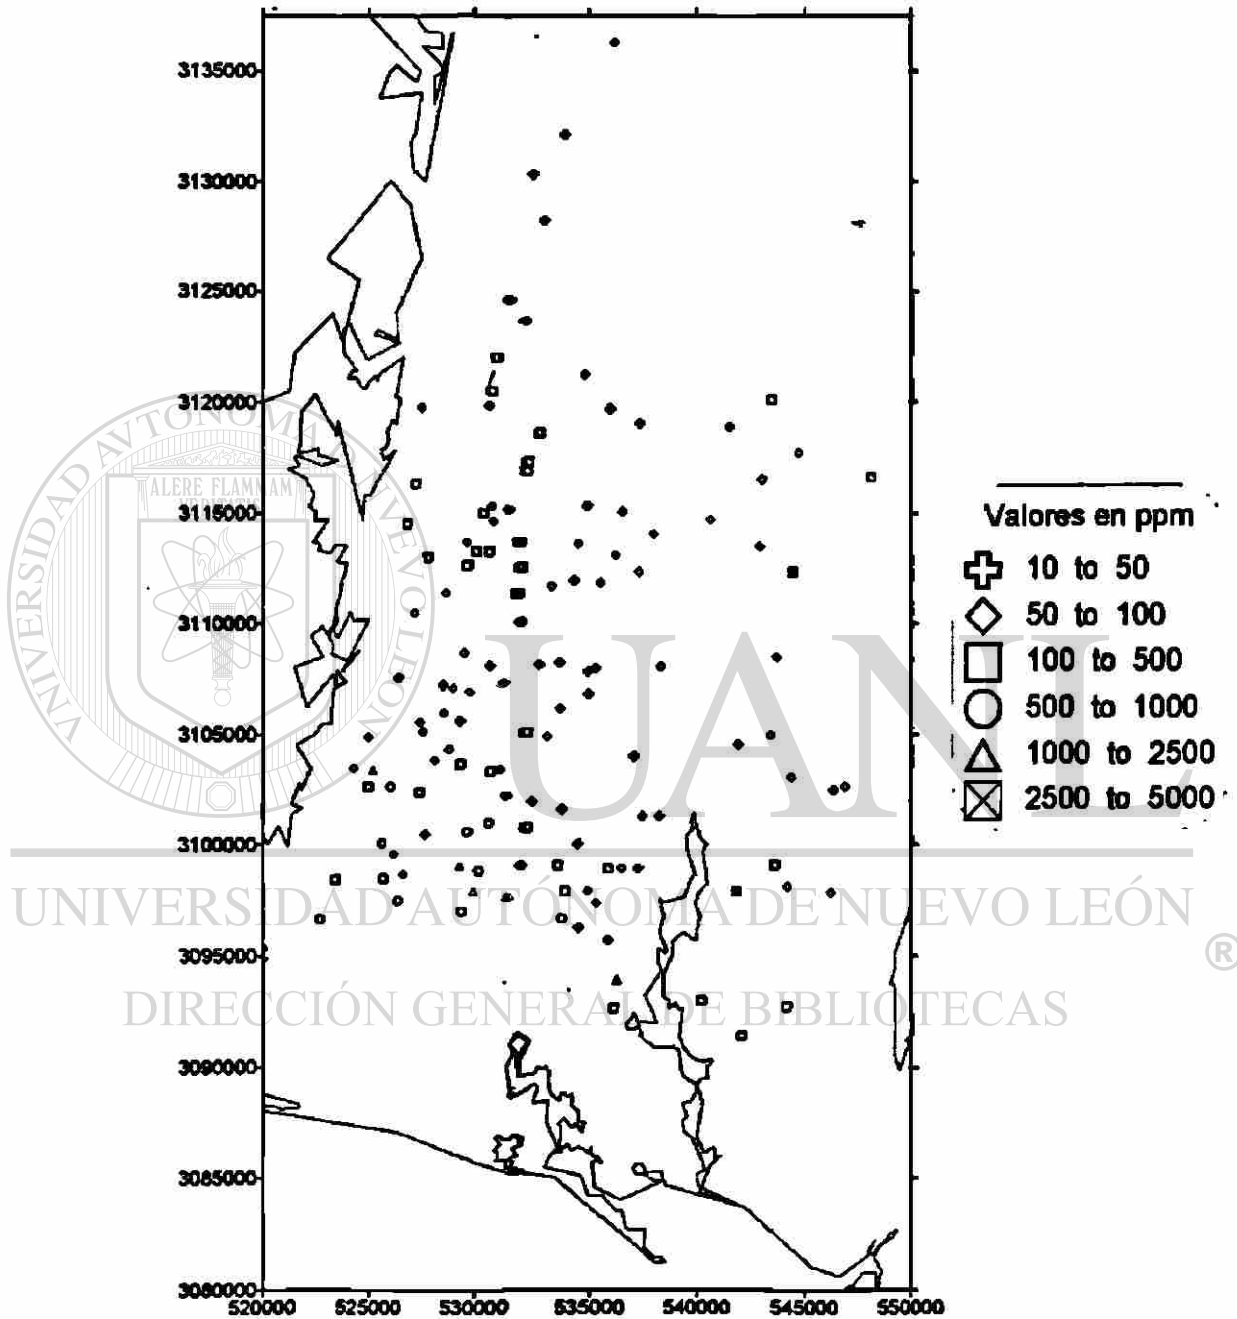 3135000
3130000
3125000
3120000
3115000
3110000
3105000
3100000
3095000
3090000
3085000
3080000
520000 525000 530000 535000 540000 545000 550000
Valores en ppm
10 to 50
50 to 100
100 to 500
500 to 1000
1000 to 2500
2500 to 5000
UNIVERSIDAD AUTÓNOMA DE NUEVO LEÓN
ALERE FLAMMAM
VERITATIS
UANL
UNIVERSIDAD AUTÓNOMA DE NUEVO LEÓN
®
DIRECCIÓN GENERAL DE BIBLIOTECAS